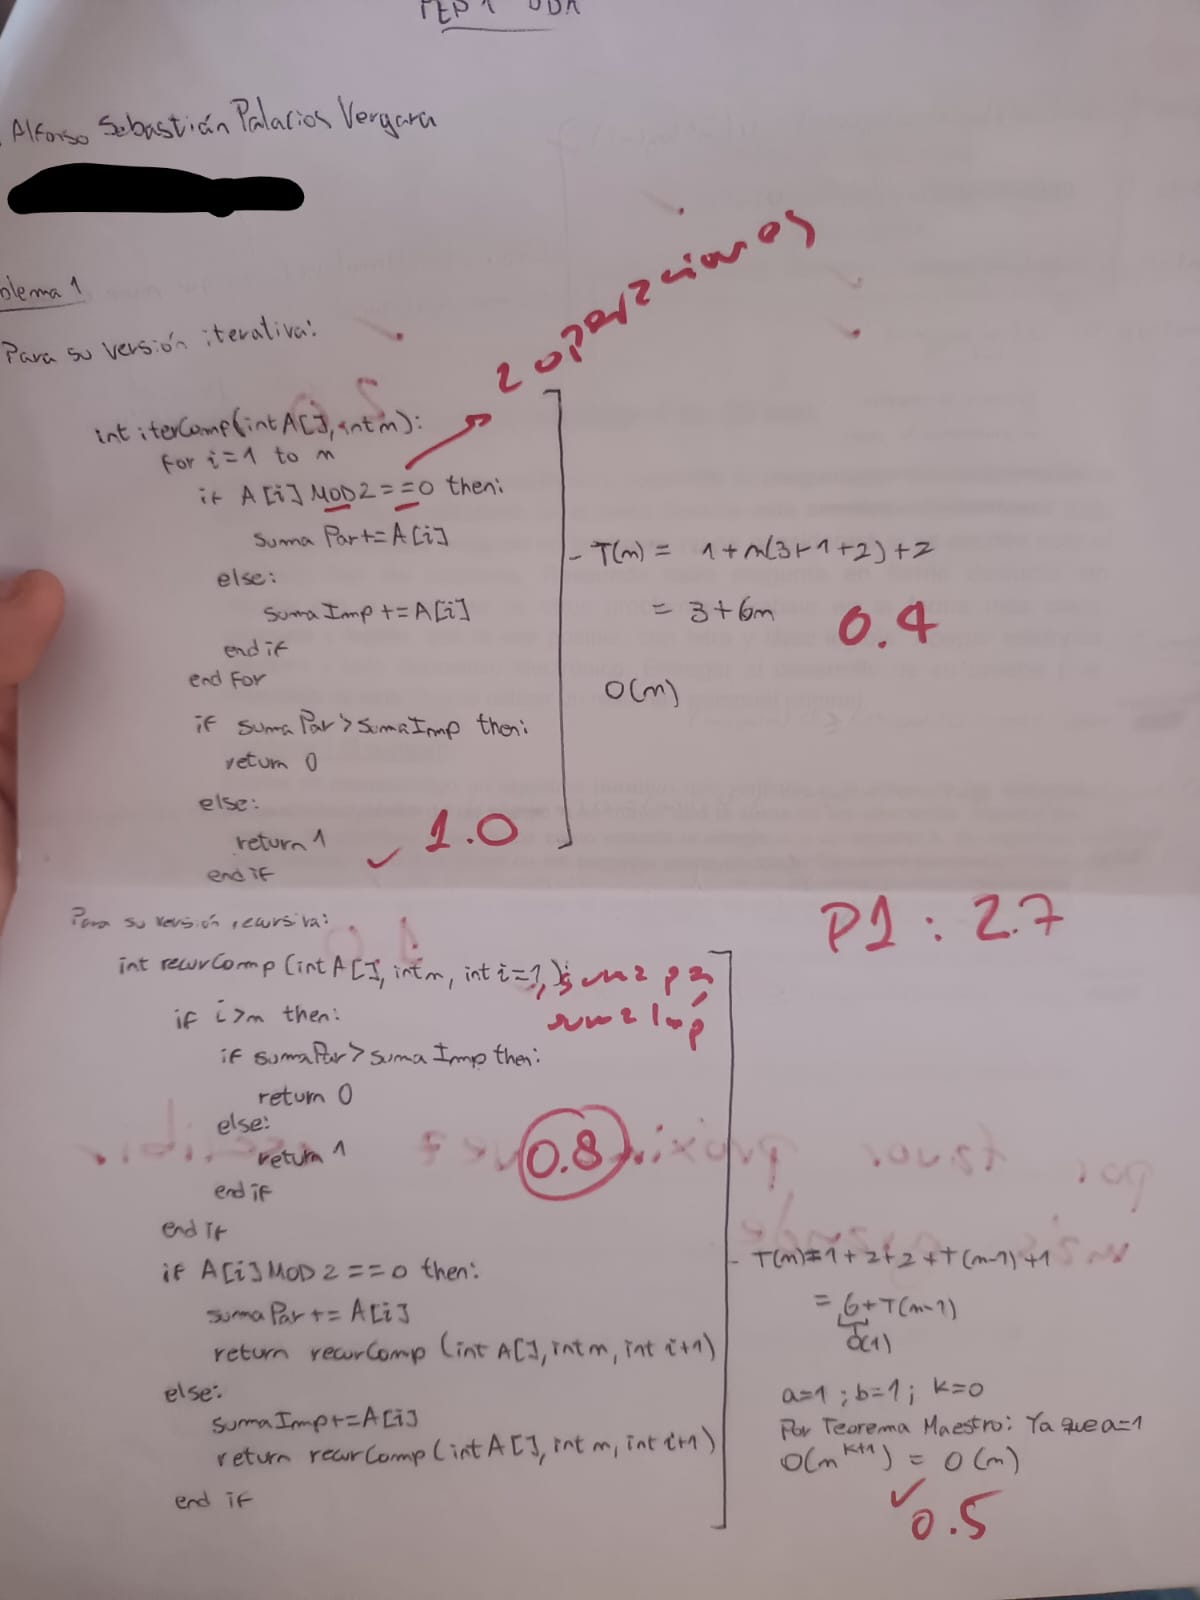 PEP 1 UDA
Alfonso Sebastián Palacios Vergara
oblema 1
Para su versión iterativa:
2 operaciones
int iterComp(int A[], int n):
for i=1 to n
if A[i] MOD 2 == 0 then:
suma Par += A[i]
else:
suma Imp += A[i]
end if
end for
if suma Par > suma Imp then:
return 0
else:
return 1
end if
1.0
- T(n) = 1 + n(3+1+2) + 2
= 3 + 6n
0.4
O(n)
P1 : 2.7
Para su versión recursiva:
int recurComp (int A[], int n, int i=1,):
suma Imp
if i>n then:
if suma Par > suma Imp then:
return 0
else:
return 1
end if
end if
0.8
if A[i] MOD 2 == 0 then:
suma Par += A[i]
return recurComp (int A[], int n, int i+1)
else:
suma Imp += A[i]
return recurComp (int A[], int n, int i+1)
end if
- T(n) = 1+2+2+T(n-1)+1
= 6+T(n-1)
O(1)
a=1 ; b=1 ; k=0
Por Teorema Maestro: Ya que a=1
O(n^k+1) = O(n)
0.5